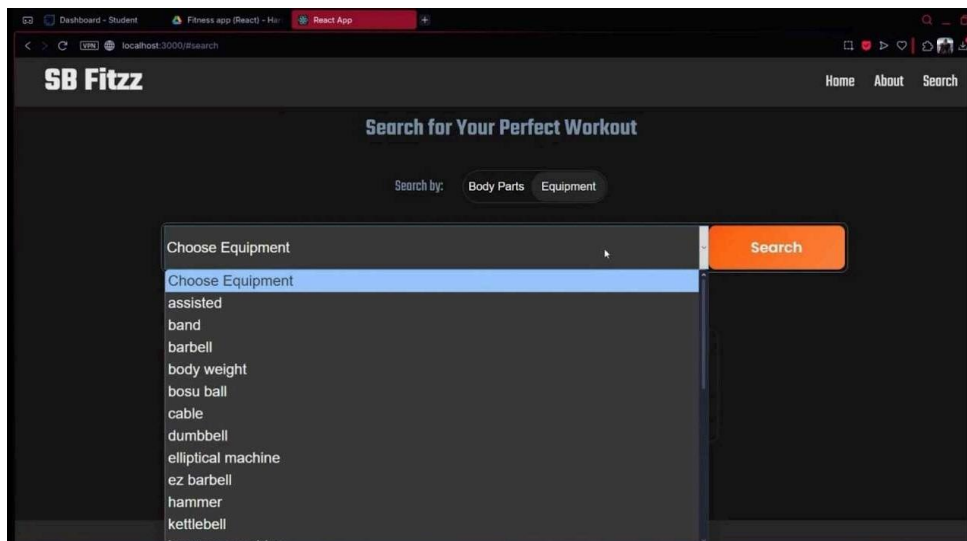 Dashboard - Student
Fitness app (React) - Har
React App
VPN
localhost:3000/#search
SB Fitzz
Home About Search
Search for Your Perfect Workout
Search by: Body Parts Equipment
Choose Equipment
Search
Choose Equipment
assisted
band
barbell
body weight
bosu ball
cable
dumbbell
elliptical machine
ez barbell
hammer
kettlebell